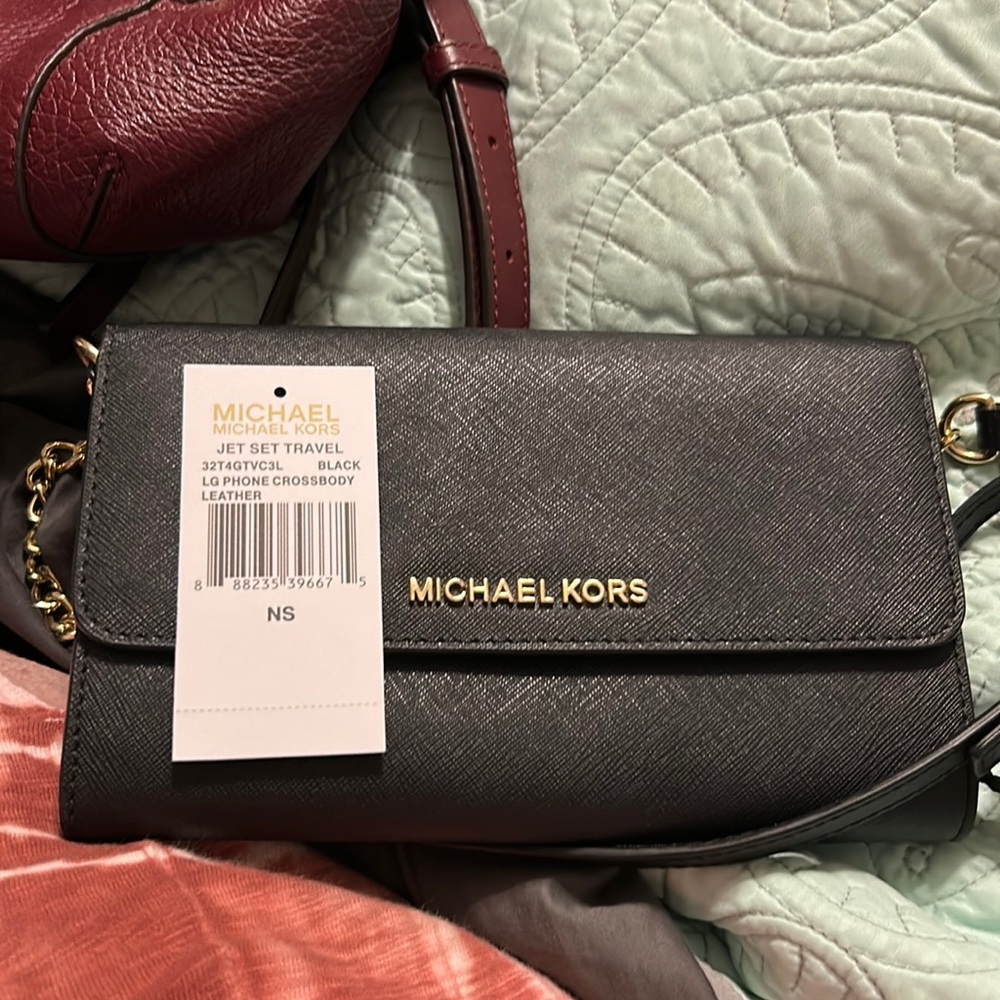 MICHAEL
MICHAEL KORS
JET SET TRAVEL
32T4GTVC3L BLACK
LG PHONE CROSSBODY
LEATHER
8 88235 39667 5
NS
MICHAEL KORS